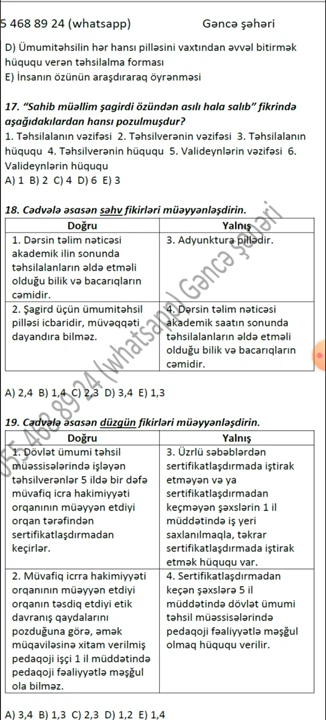 5 468 89 24 (whatsapp) Gəncə şəhəri
D) Ümumitəhsilin hər hansı pilləsini vaxtından əvvəl bitirmək
hüququ verən təhsilalma forması
E) İnsanın özünün araşdıraraq öyrənməsi
17. “Sahib müəllim şagirdi özündən asılı hala salıb” fikrində
aşağıdakılardan hansı pozulmuşdur?
1. Təhsilalanın vəzifəsi 2. Təhsilverənin vəzifəsi 3. Təhsilalanın
hüququ 4. Təhsilverənin hüququ 5. Valideynlərin vəzifəsi 6.
Valideynlərin hüququ
A) 1 B) 2 C) 4 D) 6 E) 3
18. Cədvələ əsasən səhv fikirləri müəyyənləşdirin.
Doğru
1. Dərsin təlim nəticəsi
akademik ilin sonunda
təhsilalanların əldə etməli
olduğu bilik və bacarıqların
cəmidir.
2. Şagird üçün ümumitəhsil
pilləsi icbaridir, müvəqqəti
dayandıra bilməz.
Yalnış
3. Adyunktura pillədir.
4. Dərsin təlim nəticəsi
akademik saatın sonunda
təhsilalanların əldə etməli
olduğu bilik və bacarıqların
cəmidir.
A) 2,4 B) 1,4 C) 2,3 D) 3,4 E) 1,3
19. Cədvələ əsasən düzgün fikirləri müəyyənləşdirin.
Doğru
1. Dövlət ümumi təhsil
müəssisələrində işləyən
təhsilverənlər 5 ildə bir dəfə
müvafiq icra hakimiyyəti
orqanının müəyyən etdiyi
orqan tərəfindən
sertifikatlaşdırmadan
keçirlər.
2. Müvafiq icrra hakimiyyəti
orqanının müəyyən etdiyi
orqanın təsdiq etdiyi etik
davranış qaydalarını
pozduğuna görə, əmək
müqaviləsinə xitam verilmiş
pedaqoji işçi 1 il müddətində
pedaqoji fəaliyyətlə məşğul
ola bilməz.
Yalnış
3. Üzrlü səbəblərdən
sertifikatlaşdırmada iştirak
etməyən və ya
sertifikatlaşdırmadan
keçməyən şəxslərin 1 il
müddətində iş yeri
saxlanılmaqla, təkrar
sertifikatlaşdırmada iştirak
etmək hüququ var.
4. Sertifikatlaşdırmadan
keçən şəxslərə 5 il
müddətində dövlət ümumi
təhsil müəssisələrində
pedaqoji fəaliyyətlə məşğul
olmaq hüququ verilir.
A) 3,4 B) 1,3 C) 2,3 D) 1,2 E) 1,4
055 468 89 24 (whatsapp) Gəncə şəhəri